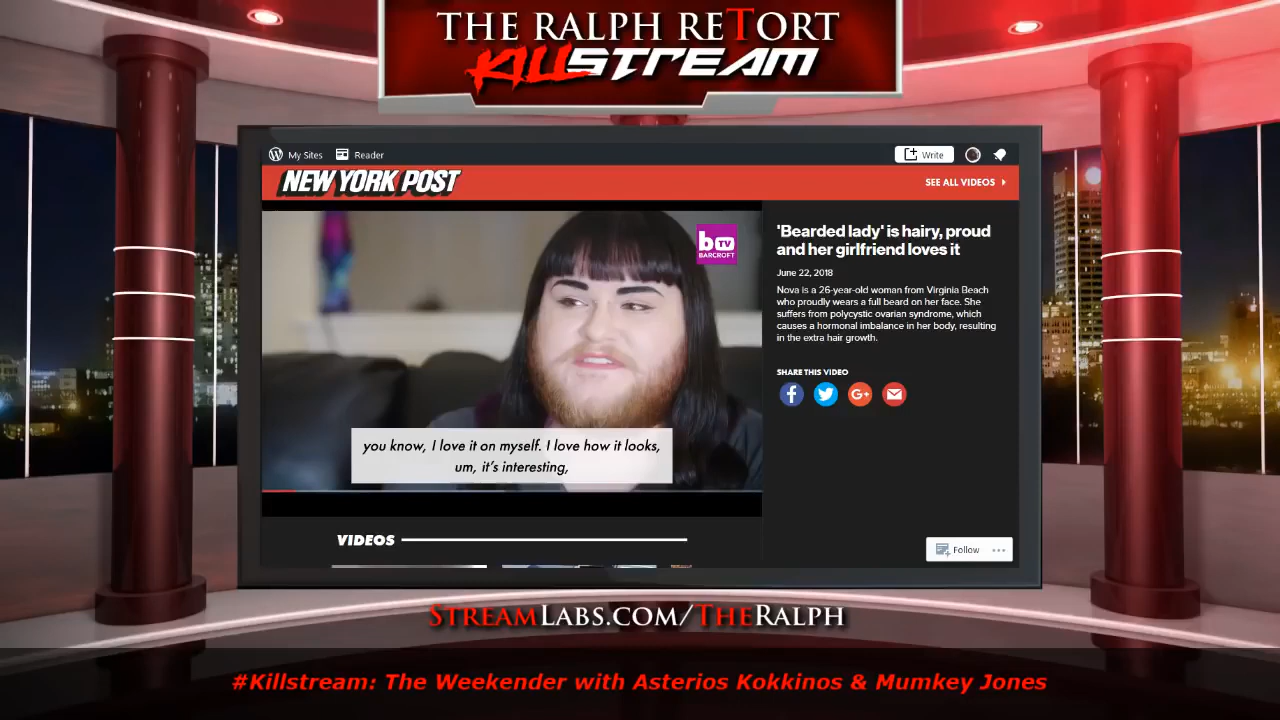 THE RALPH RETORT
KILLSTREAM
My Sites
Reader
Write
NEW YORK POST
SEE ALL VIDEOS
bTV
BARCROFT
'Bearded lady' is hairy, proud
and her girlfriend loves it
June 22, 2018
Nova is a 26-year-old woman from Virginia Beach
who proudly wears a full beard on her face. She
suffers from polycystic ovarian syndrome, which
causes a hormonal imbalance in her body, resulting
in the extra hair growth.
SHARE THIS VIDEO
you know, I love it on myself. I love how it looks,
um, it's interesting,
VIDEOS
Follow
STREAMLABS.COM/THERALPH
#Killstream: The Weekender with Asterios Kokkinos & Mumkey Jones